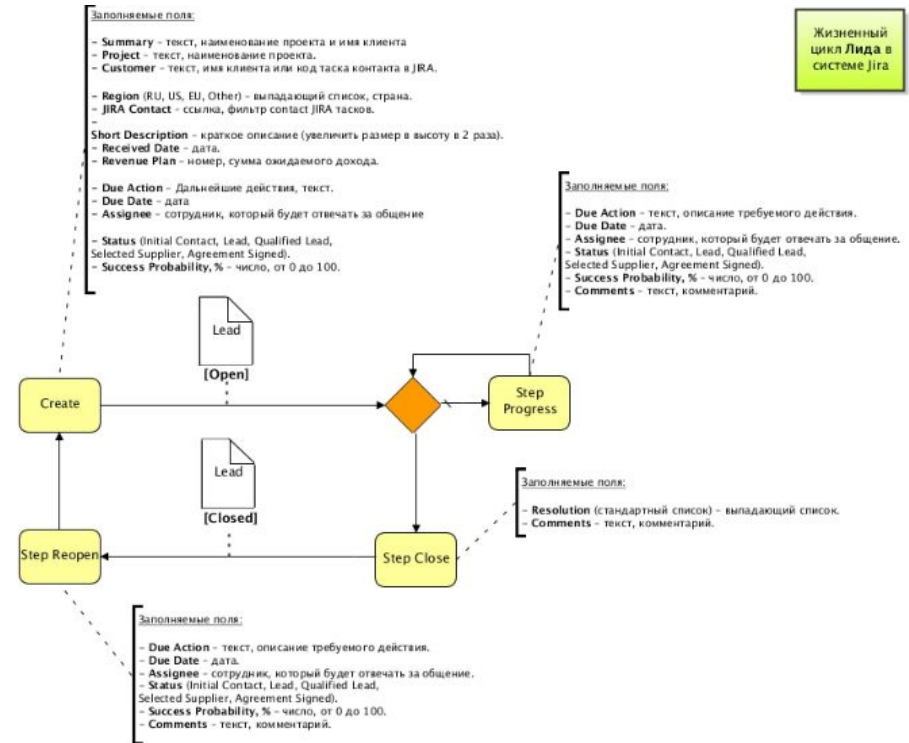 Заполняемые поля:
– Summary – текст, наименование проекта и имя клиента
– Project – текст, наименование проекта.
– Customer – текст, имя клиента или код таска контакта в JIRA.
– Region (RU, US, EU, Other) – выпадающий список, страна.
– JIRA Contact – ссылка, фильтр contact JIRA тасков.
–
Short Description – краткое описание (увеличить размер в высоту в 2 раза).
– Received Date – дата.
– Revenue Plan – номер, сумма ожидаемого дохода.
– Due Action – Дальнейшие действия, текст.
– Due Date – дата
– Assignee – сотрудник, который будет отвечать за общение
– Status (Initial Contact, Lead, Qualified Lead,
Selected Supplier, Agreement Signed).
– Success Probability, % – число, от 0 до 100.
Жизненный
цикл Лида в
системе Jira
Заполняемые поля:
– Due Action – текст, описание требуемого действия.
– Due Date – дата.
– Assignee – сотрудник, который будет отвечать за общение.
– Status (Initial Contact, Lead, Qualified Lead,
Selected Supplier, Agreement Signed).
– Success Probability, % – число, от 0 до 100.
– Comments – текст, комментарий.
Lead
[Open]
Create
Step
Progress
Lead
[Closed]
Step Reopen
Step Close
Заполняемые поля:
– Resolution (стандартный список) – выпадающий список.
– Comments – текст, комментарий.
Заполняемые поля:
– Due Action – текст, описание требуемого действия.
– Due Date – дата.
– Assignee – сотрудник, который будет отвечать за общение.
– Status (Initial Contact, Lead, Qualified Lead,
Selected Supplier, Agreement Signed).
– Success Probability, % – число, от 0 до 100.
– Comments – текст, комментарий.